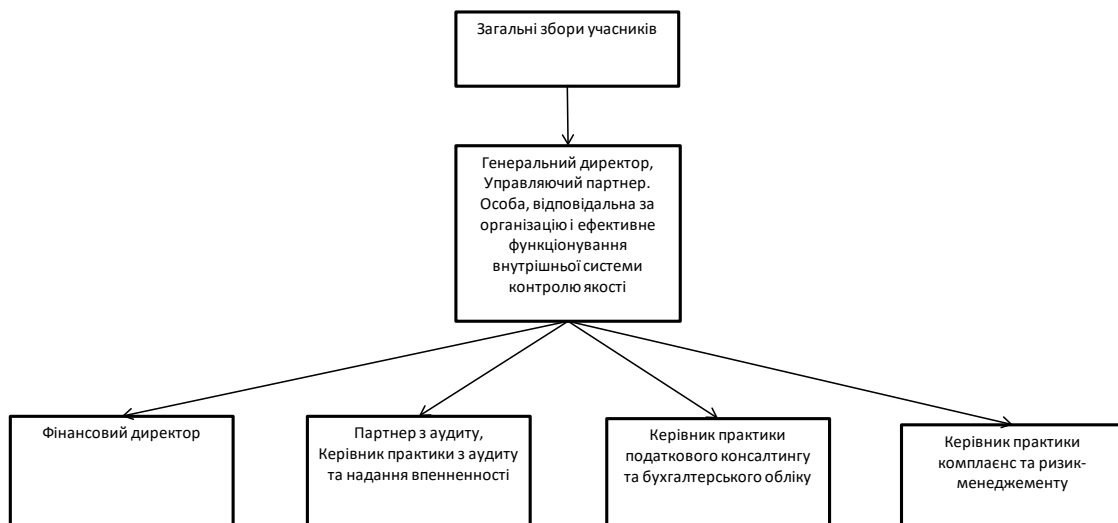 Загальні збори учасників
Генеральний директор,
Управляючий партнер.
Особа, відповідальна за
організацію і ефективне
функціонування
внутрішньої системи
контролю якості
Фінансовий директор
Партнер з аудиту,
Керівник практики з аудиту
та надання впенненності
Керівник практики
податкового консалтингу
та бухгалтерського обліку
Керівник практики
комплаєнс та ризик-
менеджементу